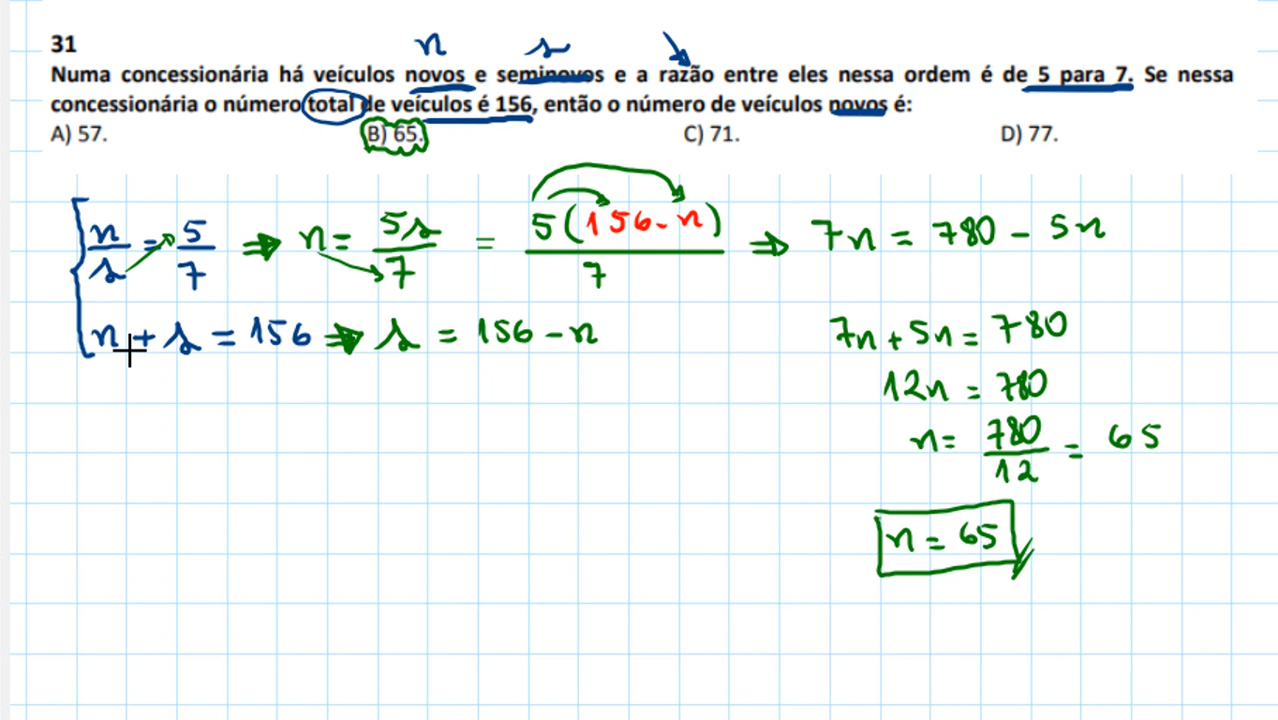 31
n s
Numa concessionária há veículos novos e seminovos e a razão entre eles nessa ordem é de 5 para 7. Se nessa
concessionária o número total de veículos é 156, então o número de veículos novos é:
A) 57. B) 65. C) 71. D) 77.
n/s = 5/7 ⇒ n = 5s/7 = 5(156-n)/7 ⇒ 7n = 780 - 5n
n + s = 156 ⇒ s = 156 - n
7n + 5n = 780
12n = 780
n = 780/12 = 65
n = 65